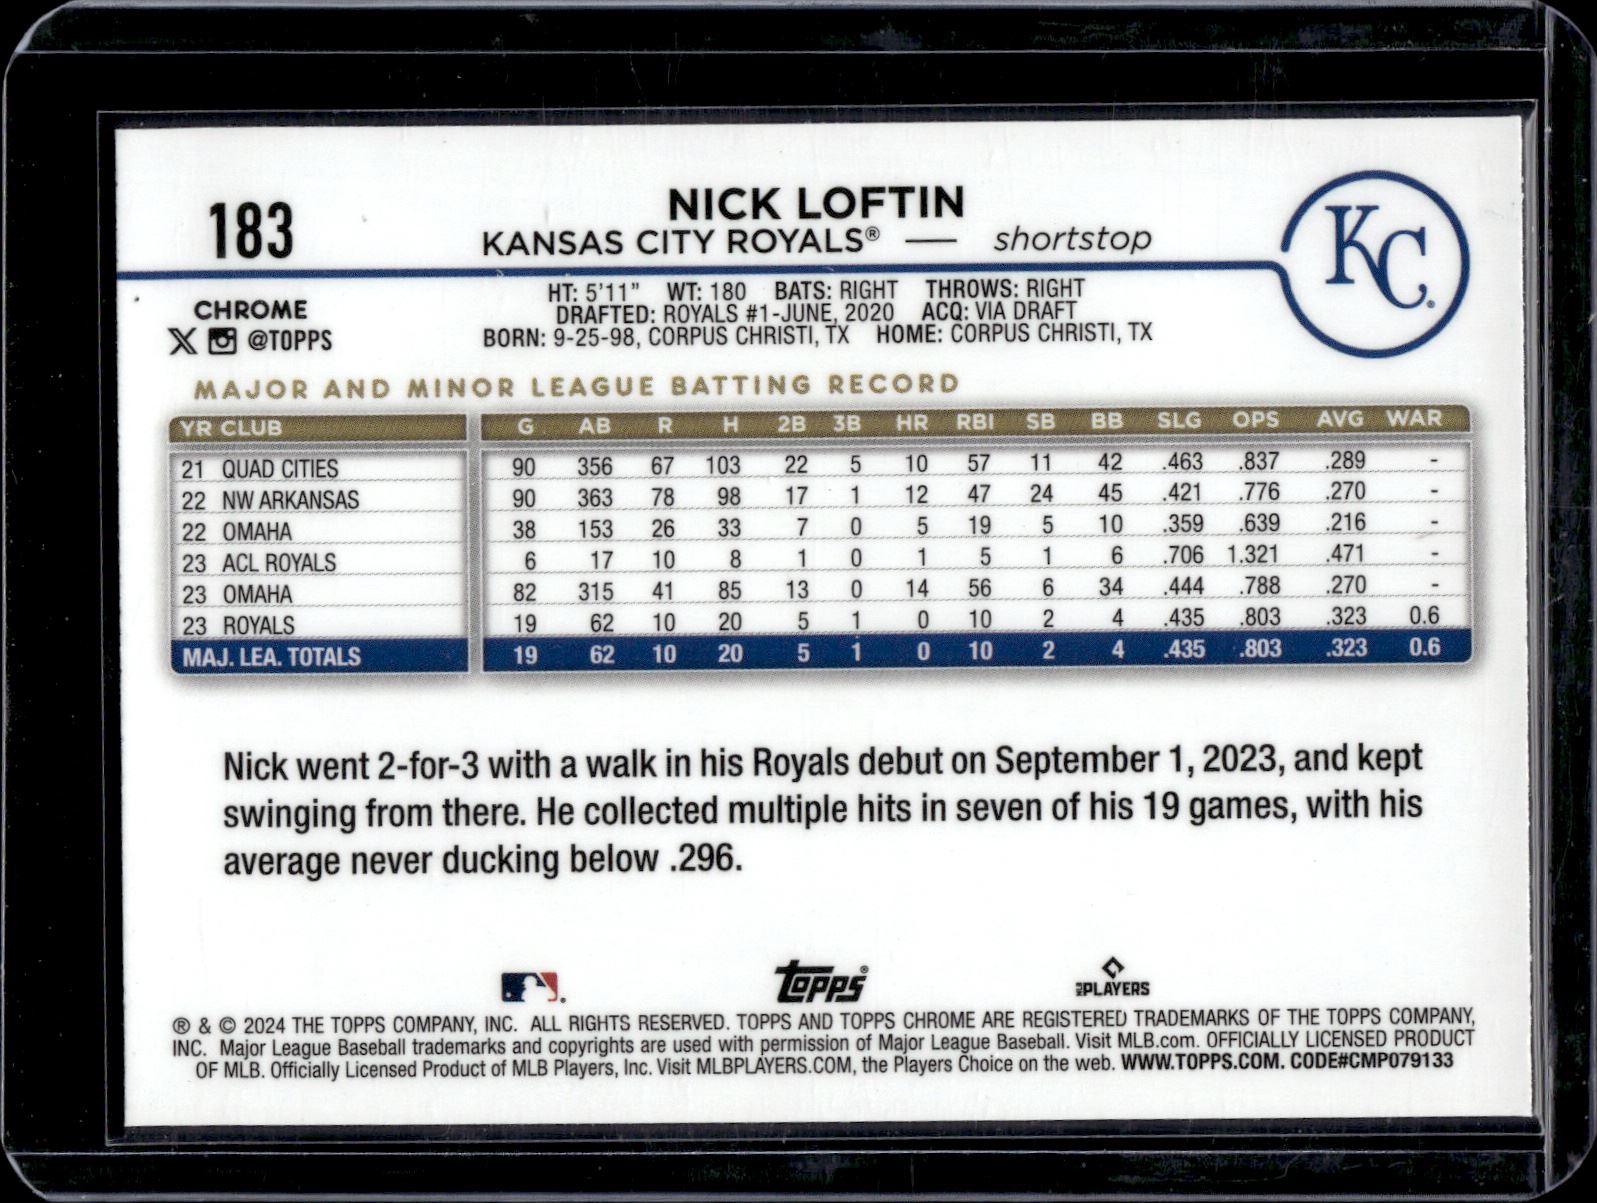 183
NICK LOFTIN
KANSAS CITY ROYALS® — shortstop
KC
CHROME
X @TOPPS
HT: 5'11" WT: 180 BATS: RIGHT THROWS: RIGHT
DRAFTED: ROYALS #1-JUNE, 2020 ACQ: VIA DRAFT
BORN: 9-25-98, CORPUS CHRISTI, TX HOME: CORPUS CHRISTI, TX
MAJOR AND MINOR LEAGUE BATTING RECORD
YR CLUB G AB R H 2B 3B HR RBI SB BB SLG OPS AVG WAR
21 QUAD CITIES 90 356 67 103 22 5 10 57 11 42 .463 .837 .289 -
22 NW ARKANSAS 90 363 78 98 17 1 12 47 24 45 .421 .776 .270 -
22 OMAHA 38 153 26 33 7 0 5 19 5 10 .359 .639 .216 -
23 ACL ROYALS 6 17 10 8 1 0 1 5 1 6 .706 1.321 .471 -
23 OMAHA 82 315 41 85 13 0 14 56 6 34 .444 .788 .270 -
23 ROYALS 19 62 10 20 5 1 0 10 2 4 .435 .803 .323 0.6
MAJ. LEA. TOTALS 19 62 10 20 5 1 0 10 2 4 .435 .803 .323 0.6
Nick went 2-for-3 with a walk in his Royals debut on September 1, 2023, and kept
swinging from there. He collected multiple hits in seven of his 19 games, with his
average never ducking below .296.
Topps®
MLB PLAYERS
® & © 2024 THE TOPPS COMPANY, INC. ALL RIGHTS RESERVED. TOPPS AND TOPPS CHROME ARE REGISTERED TRADEMARKS OF THE TOPPS COMPANY,
INC. Major League Baseball trademarks and copyrights are used with permission of Major League Baseball. Visit MLB.com. OFFICIALLY LICENSED PRODUCT
OF MLB. Officially Licensed Product of MLB Players, Inc. Visit MLBPLAYERS.COM, the Players Choice on the web. WWW.TOPPS.COM. CODE#CMP079133